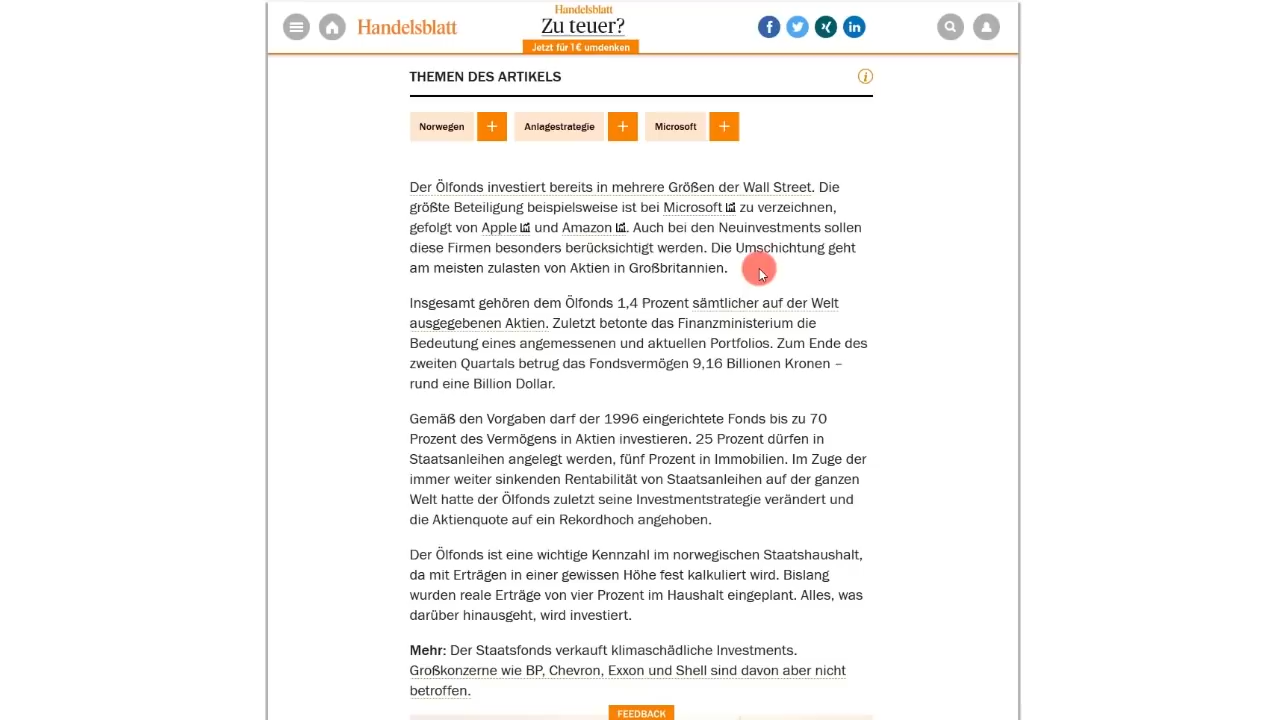 Handelsblatt
Handelsblatt
Zu teuer?
Jetzt für 1 € umdenken
THEMEN DES ARTIKELS
Norwegen + Anlagestrategie + Microsoft +
Der Ölfonds investiert bereits in mehrere Größen der Wall Street. Die
größte Beteiligung beispielsweise ist bei Microsoft zu verzeichnen,
gefolgt von Apple und Amazon. Auch bei den Neuinvestments sollen
diese Firmen besonders berücksichtigt werden. Die Umschichtung geht
am meisten zulasten von Aktien in Großbritannien.
Insgesamt gehören dem Ölfonds 1,4 Prozent sämtlicher auf der Welt
ausgegebenen Aktien. Zuletzt betonte das Finanzministerium die
Bedeutung eines angemessenen und aktuellen Portfolios. Zum Ende des
zweiten Quartals betrug das Fondsvermögen 9,16 Billionen Kronen –
rund eine Billion Dollar.
Gemäß den Vorgaben darf der 1996 eingerichtete Fonds bis zu 70
Prozent des Vermögens in Aktien investieren. 25 Prozent dürfen in
Staatsanleihen angelegt werden, fünf Prozent in Immobilien. Im Zuge der
immer weiter sinkenden Rentabilität von Staatsanleihen auf der ganzen
Welt hatte der Ölfonds zuletzt seine Investmentstrategie verändert und
die Aktienquote auf ein Rekordhoch angehoben.
Der Ölfonds ist eine wichtige Kennzahl im norwegischen Staatshaushalt,
da mit Erträgen in einer gewissen Höhe fest kalkuliert wird. Bislang
wurden reale Erträge von vier Prozent im Haushalt eingeplant. Alles, was
darüber hinausgeht, wird investiert.
Mehr: Der Staatsfonds verkauft klimaschädliche Investments.
Großkonzerne wie BP, Chevron, Exxon und Shell sind davon aber nicht
betroffen.
FEEDBACK